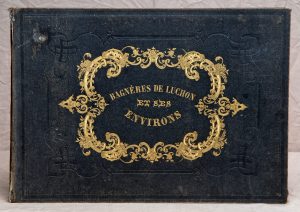 BAGNÈRES DE LUCHON
ET SES
ENVIRONS